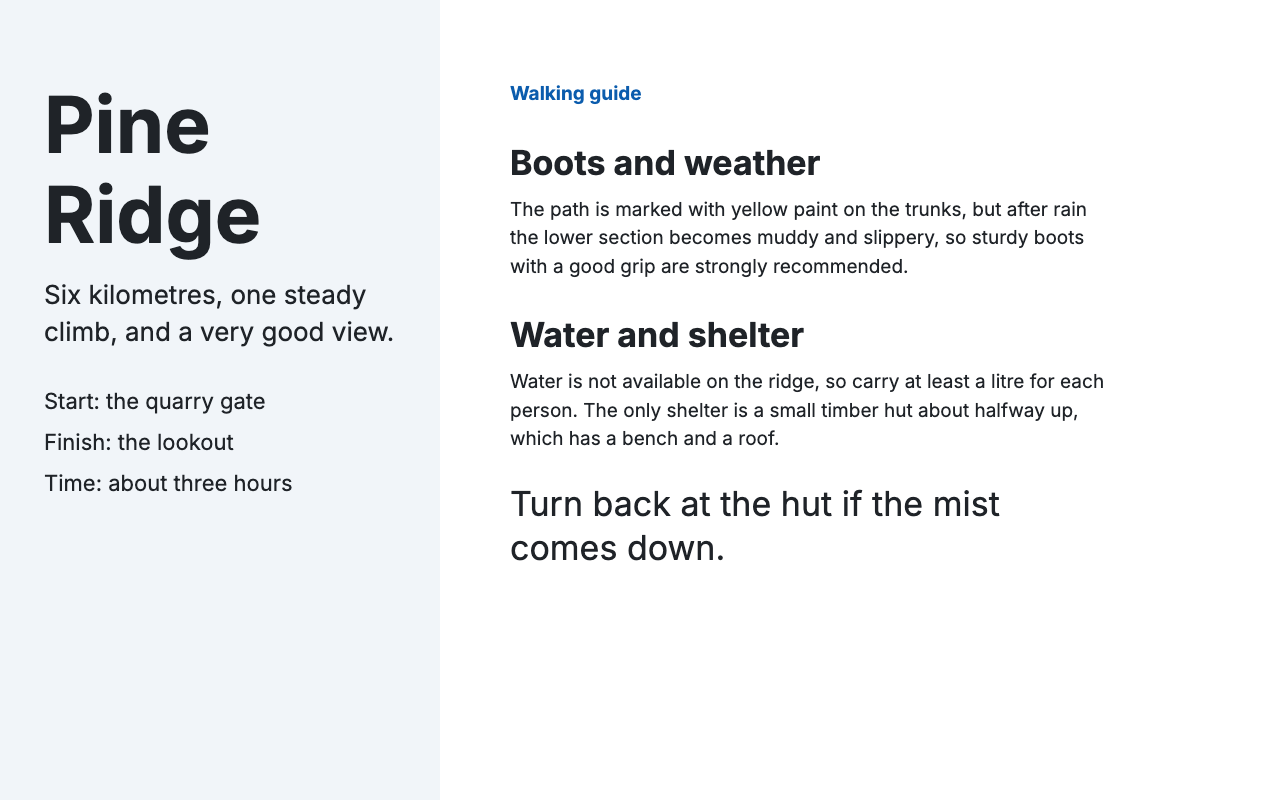 Pine
Ridge
Six kilometres, one steady
climb, and a very good view.
Start: the quarry gate
Finish: the lookout
Time: about three hours
Walking guide
Boots and weather
The path is marked with yellow paint on the trunks, but after rain
the lower section becomes muddy and slippery, so sturdy boots
with a good grip are strongly recommended.
Water and shelter
Water is not available on the ridge, so carry at least a litre for each
person. The only shelter is a small timber hut about halfway up,
which has a bench and a roof.
Turn back at the hut if the mist
comes down.